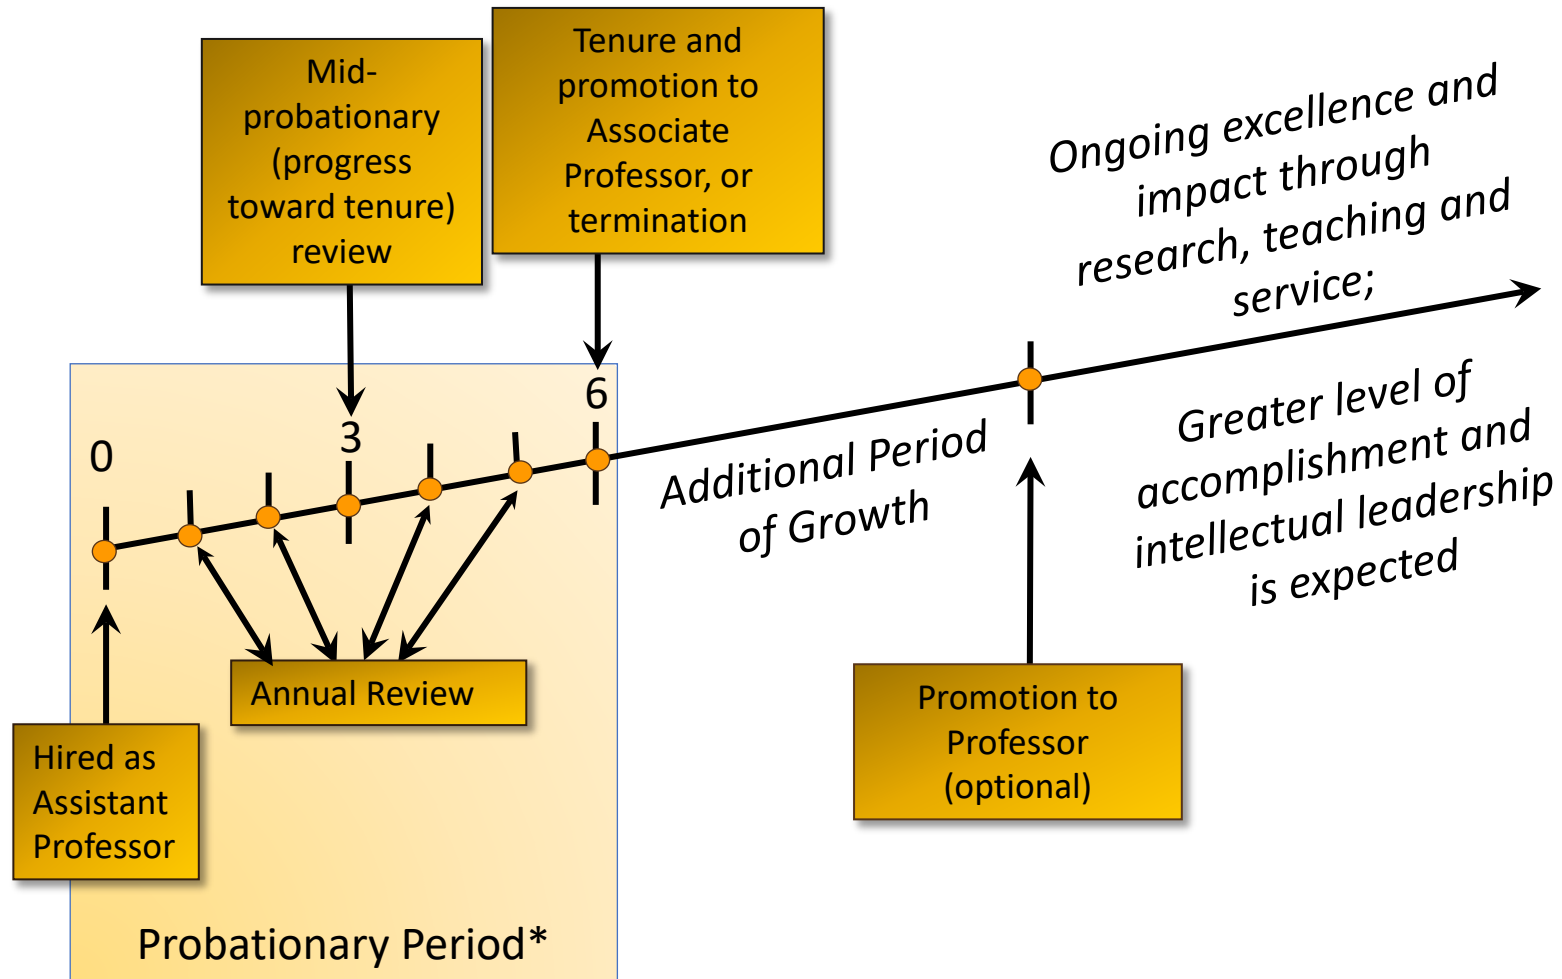 Mid-
probationary
(progress
toward tenure)
review
Tenure and
promotion to
Associate
Professor, or
termination
Ongoing excellence and
impact through
research, teaching and
service;
0
3
6
Additional Period
of Growth
Greater level of
accomplishment and
intellectual leadership
is expected
Annual Review
Hired as
Assistant
Professor
Promotion to
Professor
(optional)
Probationary Period*